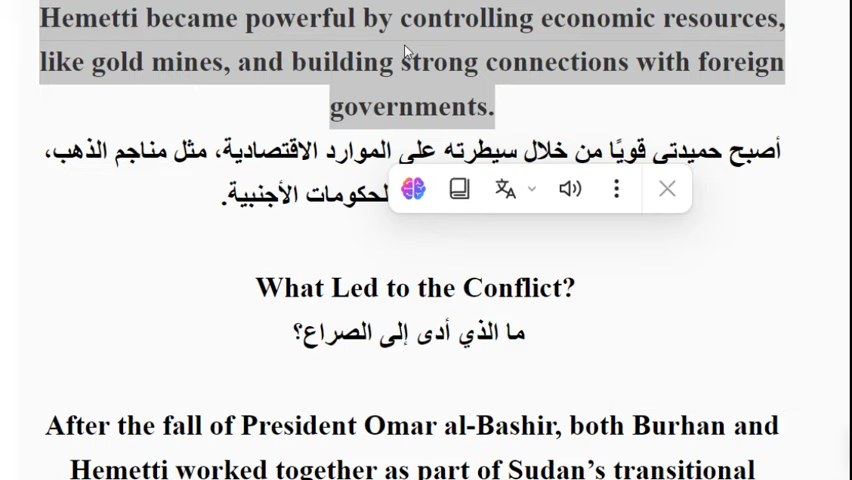 Hemetti became powerful by controlling economic resources,
like gold mines, and building strong connections with foreign
governments.
أصبح حميدتي قويًا من خلال سيطرته على الموارد الاقتصادية، مثل مناجم الذهب،
لحكومات الأجنبية.
What Led to the Conflict?
ما الذي أدى إلى الصراع؟
After the fall of President Omar al-Bashir, both Burhan and
Hemetti worked together as part of Sudan’s transitional